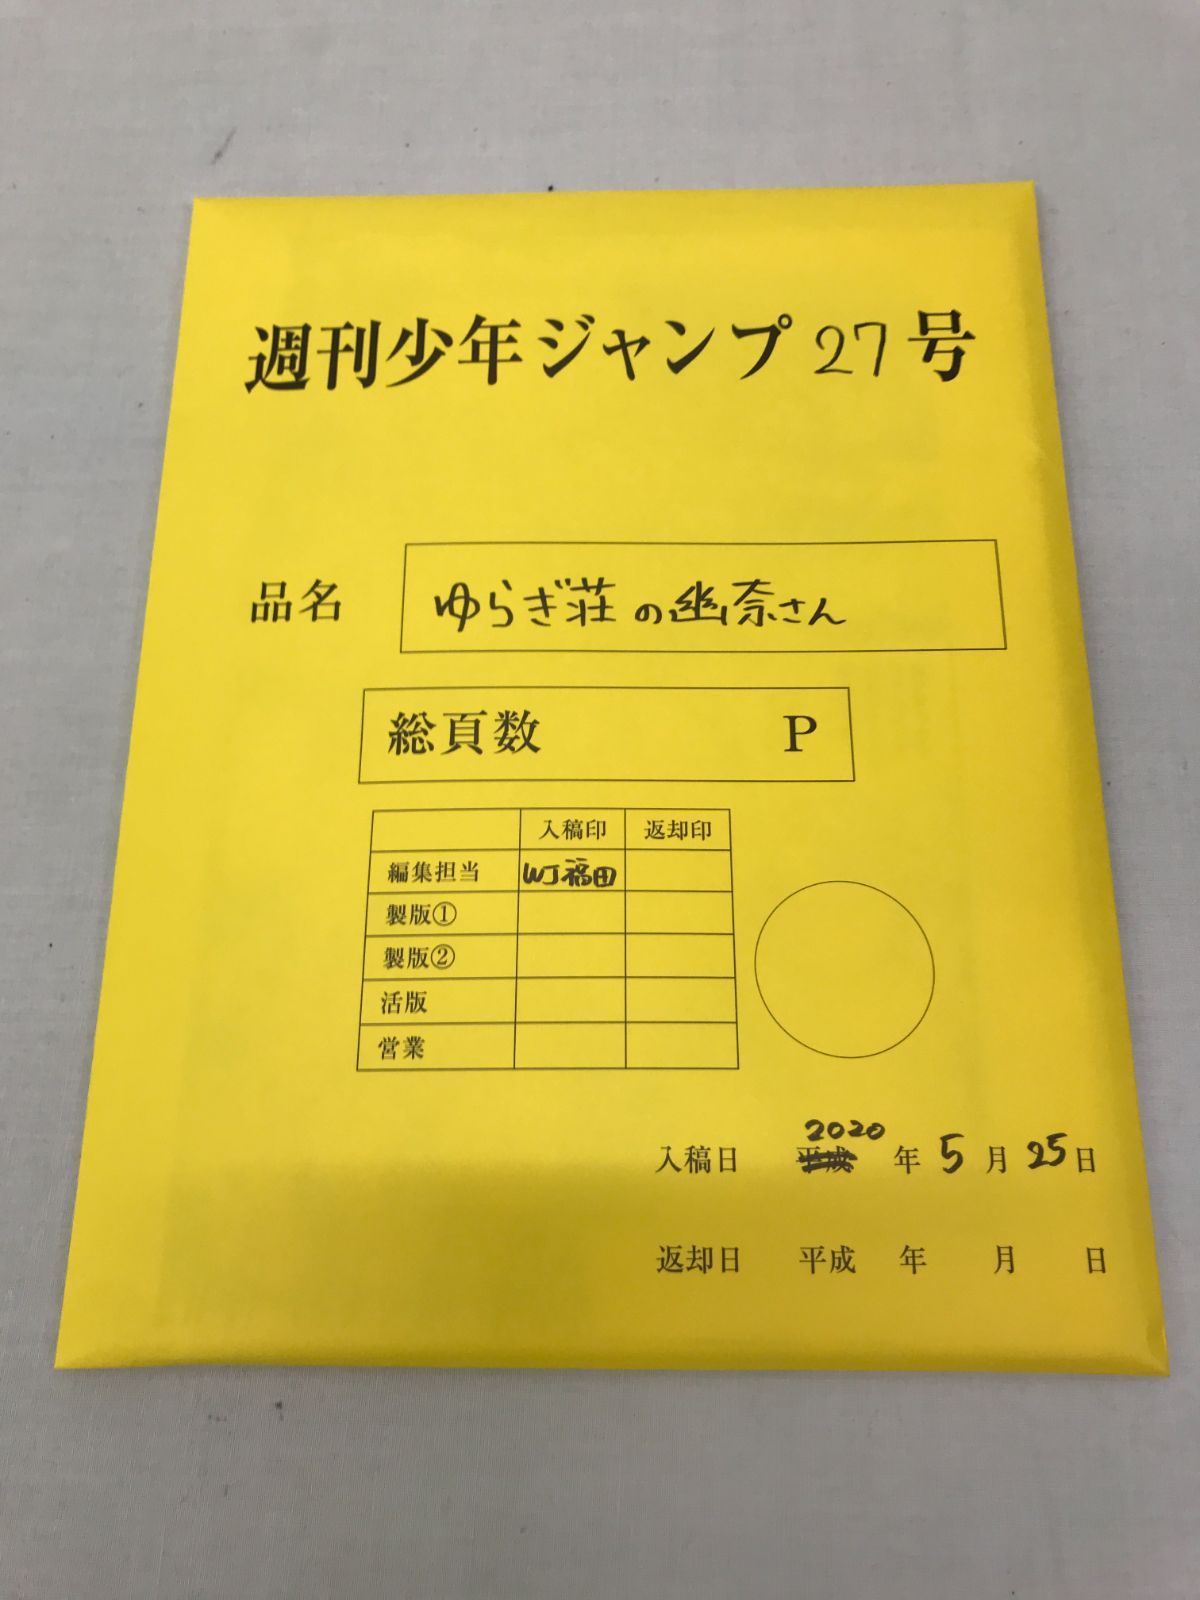 週刊少年ジャンプ27号
品名 ゆらぎ荘の幽奈さん
総頁数 P
入稿印 返却印
編集担当 WJ福田
製版①
製版②
活版
営業
2020
入稿日 平成 年 5 月 25 日
返却日 平成 年 月 日